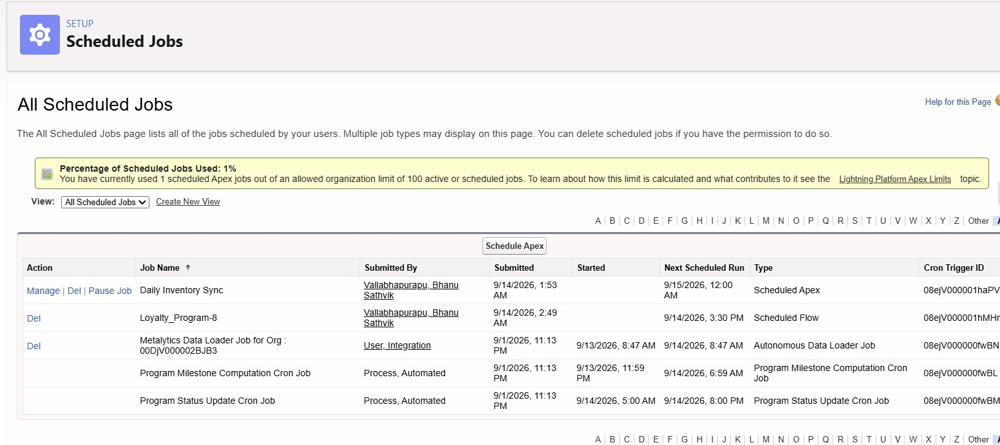 SETUP
Scheduled Jobs
All Scheduled Jobs
Help for this Page
The All Scheduled Jobs page lists all of the jobs scheduled by your users. Multiple job types may display on this page. You can delete scheduled jobs if you have the permission to do so.
Percentage of Scheduled Jobs Used: 1%
You have currently used 1 scheduled Apex jobs out of an allowed organization limit of 100 active or scheduled jobs. To learn about how this limit is calculated and what contributes to it see the Lightning Platform Apex Limits topic.
View: All Scheduled Jobs Create New View
A | B | C | D | E | F | G | H | I | J | K | L | M | N | O | P | Q | R | S | T | U | V | W | X | Y | Z | Other
Schedule Apex
Action Job Name ↑ Submitted By Submitted Started Next Scheduled Run Type Cron Trigger ID
Manage | Del | Pause Job Daily Inventory Sync Vallabhapurapu, Bhanu Sathvik 9/14/2026, 1:53 AM 9/15/2026, 12:00 AM Scheduled Apex 08ejV000001haPV
Del Loyalty_Program-8 Vallabhapurapu, Bhanu Sathvik 9/14/2026, 2:49 AM 9/14/2026, 3:30 PM Scheduled Flow 08ejV000001hMHr
Del Metalytics Data Loader Job for Org : 00DjV000002BJB3 User, Integration 9/1/2026, 11:13 PM 9/13/2026, 8:47 AM 9/14/2026, 8:47 AM Autonomous Data Loader Job 08ejV000000fwBN
Program Milestone Computation Cron Job Process, Automated 9/1/2026, 11:13 PM 9/13/2026, 11:59 PM 9/14/2026, 6:59 AM Program Milestone Computation Cron Job 08ejV000000fwBL
Program Status Update Cron Job Process, Automated 9/1/2026, 11:13 PM 9/14/2026, 5:00 AM 9/14/2026, 8:00 PM Program Status Update Cron Job 08ejV000000fwBM
A | B | C | D | E | F | G | H | I | J | K | L | M | N | O | P | Q | R | S | T | U | V | W | X | Y | Z | Other